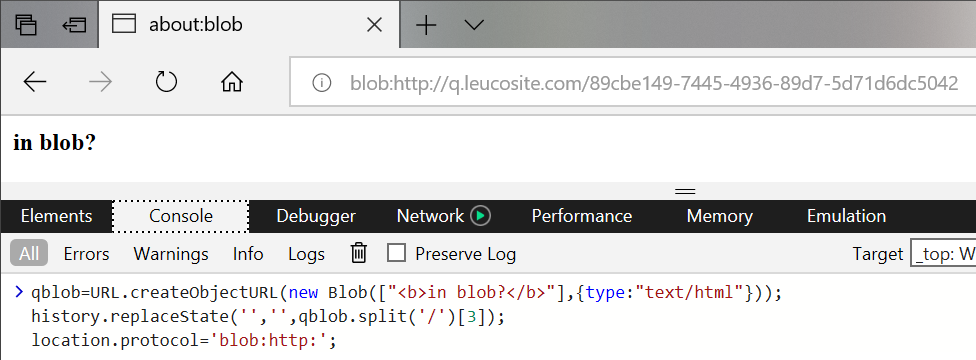 about:blob
blob:http://q.leucosite.com/89cbe149-7445-4936-89d7-5d71d6dc5042
in blob?
Elements Console Debugger Network Performance Memory Emulation
All Errors Warnings Info Logs Preserve Log Target _top: W
qblob=URL.createObjectURL(new Blob(["<b>in blob?</b>"],{type:"text/html"}));
history.replaceState('','',qblob.split('/')[3]);
location.protocol='blob:http:';